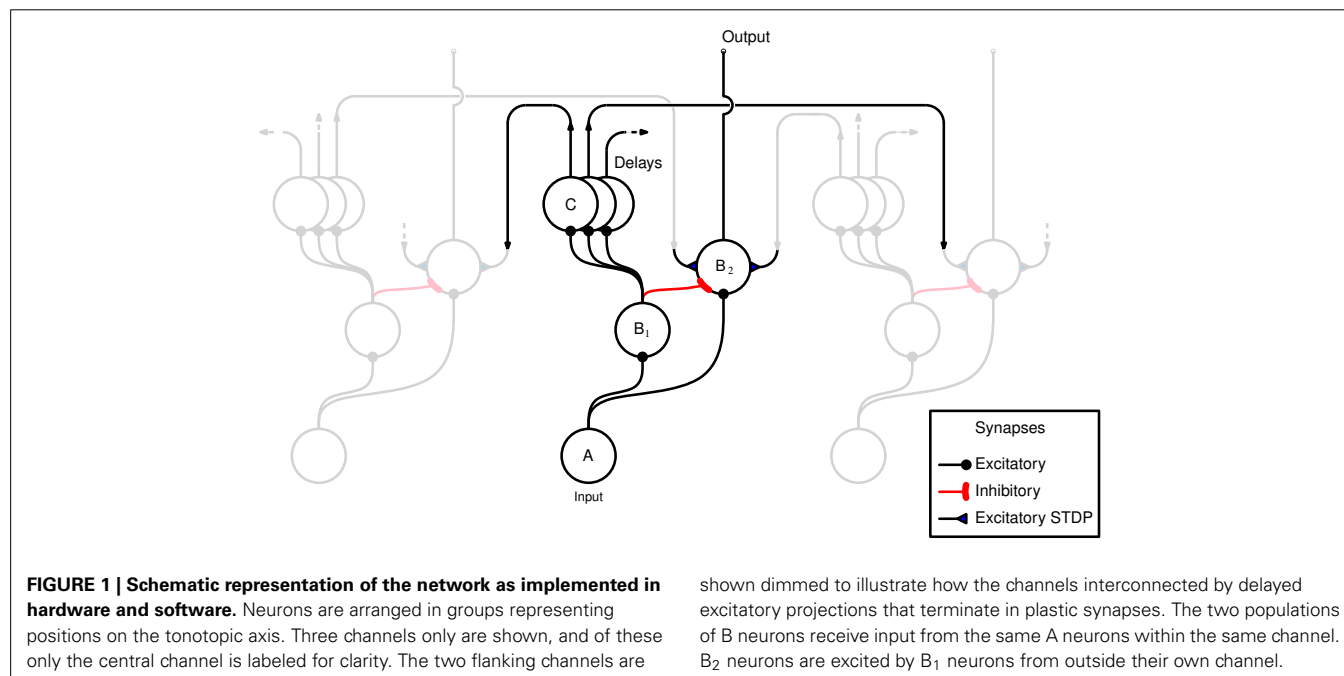 Output
Delays
C
B2
B1
A
Input
Synapses
Excitatory
Inhibitory
Excitatory STDP
FIGURE 1 | Schematic representation of the network as implemented in
hardware and software. Neurons are arranged in groups representing
positions on the tonotopic axis. Three channels only are shown, and of these
only the central channel is labeled for clarity. The two flanking channels are
shown dimmed to illustrate how the channels interconnected by delayed
excitatory projections that terminate in plastic synapses. The two populations
of B neurons receive input from the same A neurons within the same channel.
B2 neurons are excited by B1 neurons from outside their own channel.